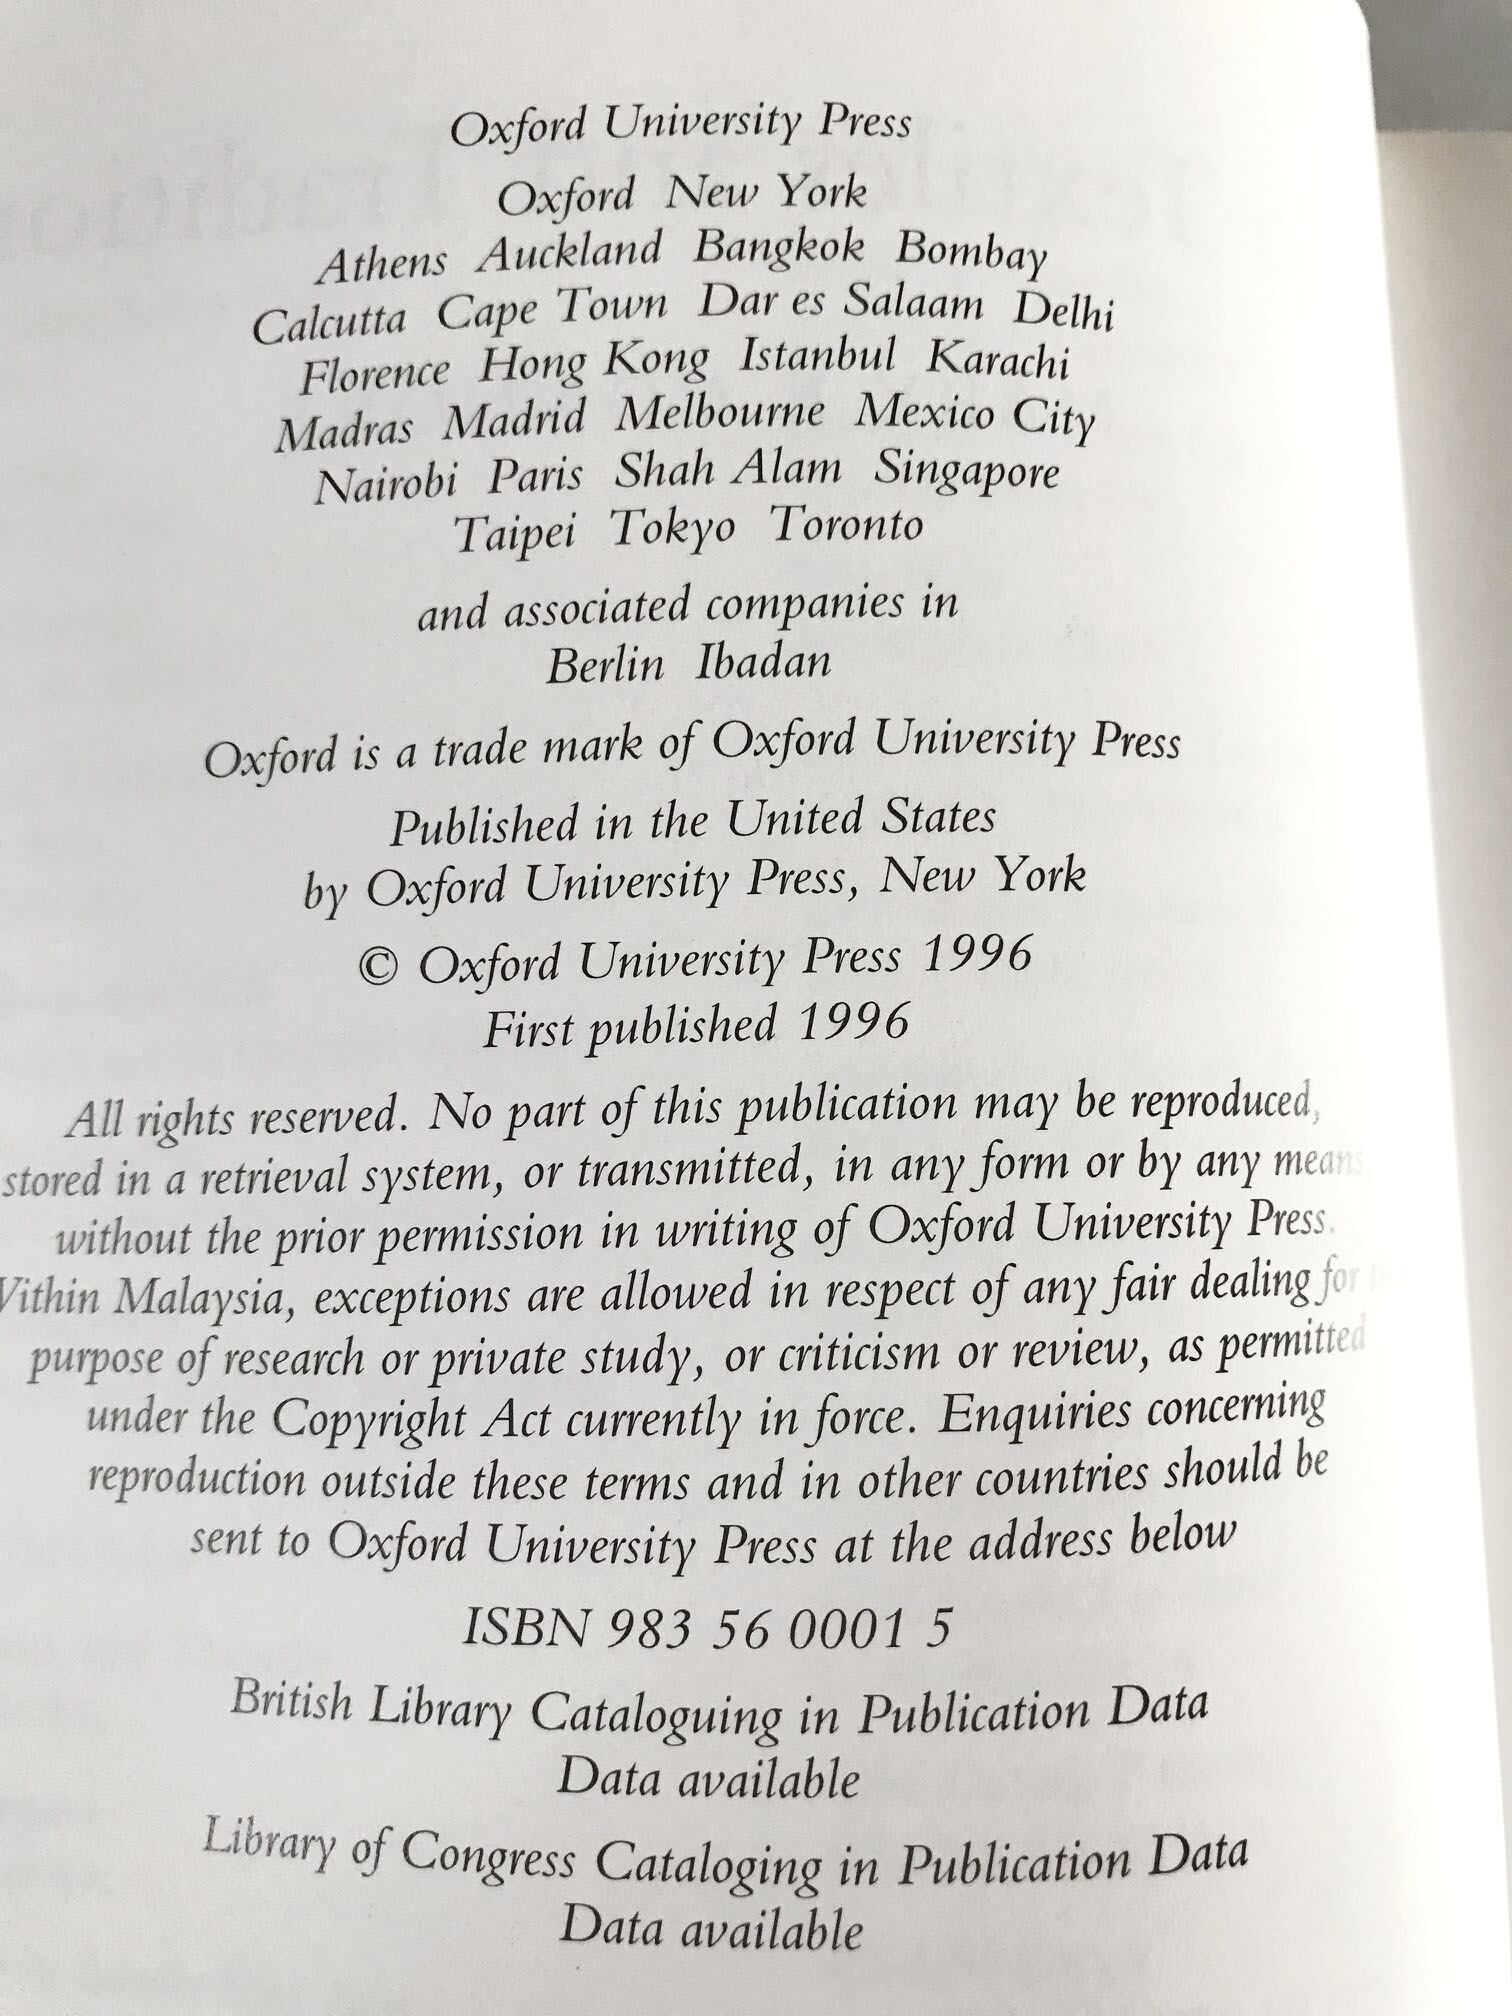 Oxford University Press
Oxford New York
Athens Auckland Bangkok Bombay
Calcutta Cape Town Dar es Salaam Delhi
Florence Hong Kong Istanbul Karachi
Madras Madrid Melbourne Mexico City
Nairobi Paris Shah Alam Singapore
Taipei Tokyo Toronto
and associated companies in
Berlin Ibadan
Oxford is a trade mark of Oxford University Press
Published in the United States
by Oxford University Press, New York
© Oxford University Press 1996
First published 1996
All rights reserved. No part of this publication may be reproduced,
stored in a retrieval system, or transmitted, in any form or by any means
without the prior permission in writing of Oxford University Press.
Within Malaysia, exceptions are allowed in respect of any fair dealing for
purpose of research or private study, or criticism or review, as permitted
under the Copyright Act currently in force. Enquiries concerning
reproduction outside these terms and in other countries should be
sent to Oxford University Press at the address below
ISBN 983 56 0001 5
British Library Cataloguing in Publication Data
Data available
Library of Congress Cataloging in Publication Data
Data available